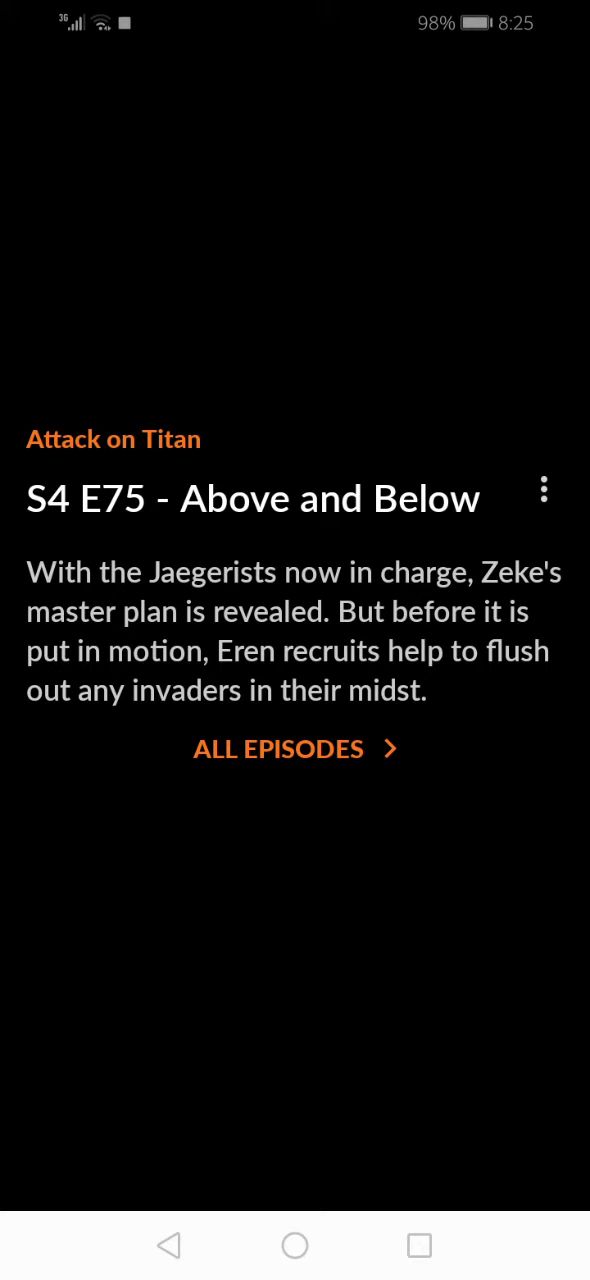 3G 98% 8:25
Attack on Titan
S4 E75 - Above and Below
With the Jaegerists now in charge, Zeke's
master plan is revealed. But before it is
put in motion, Eren recruits help to flush
out any invaders in their midst.
ALL EPISODES